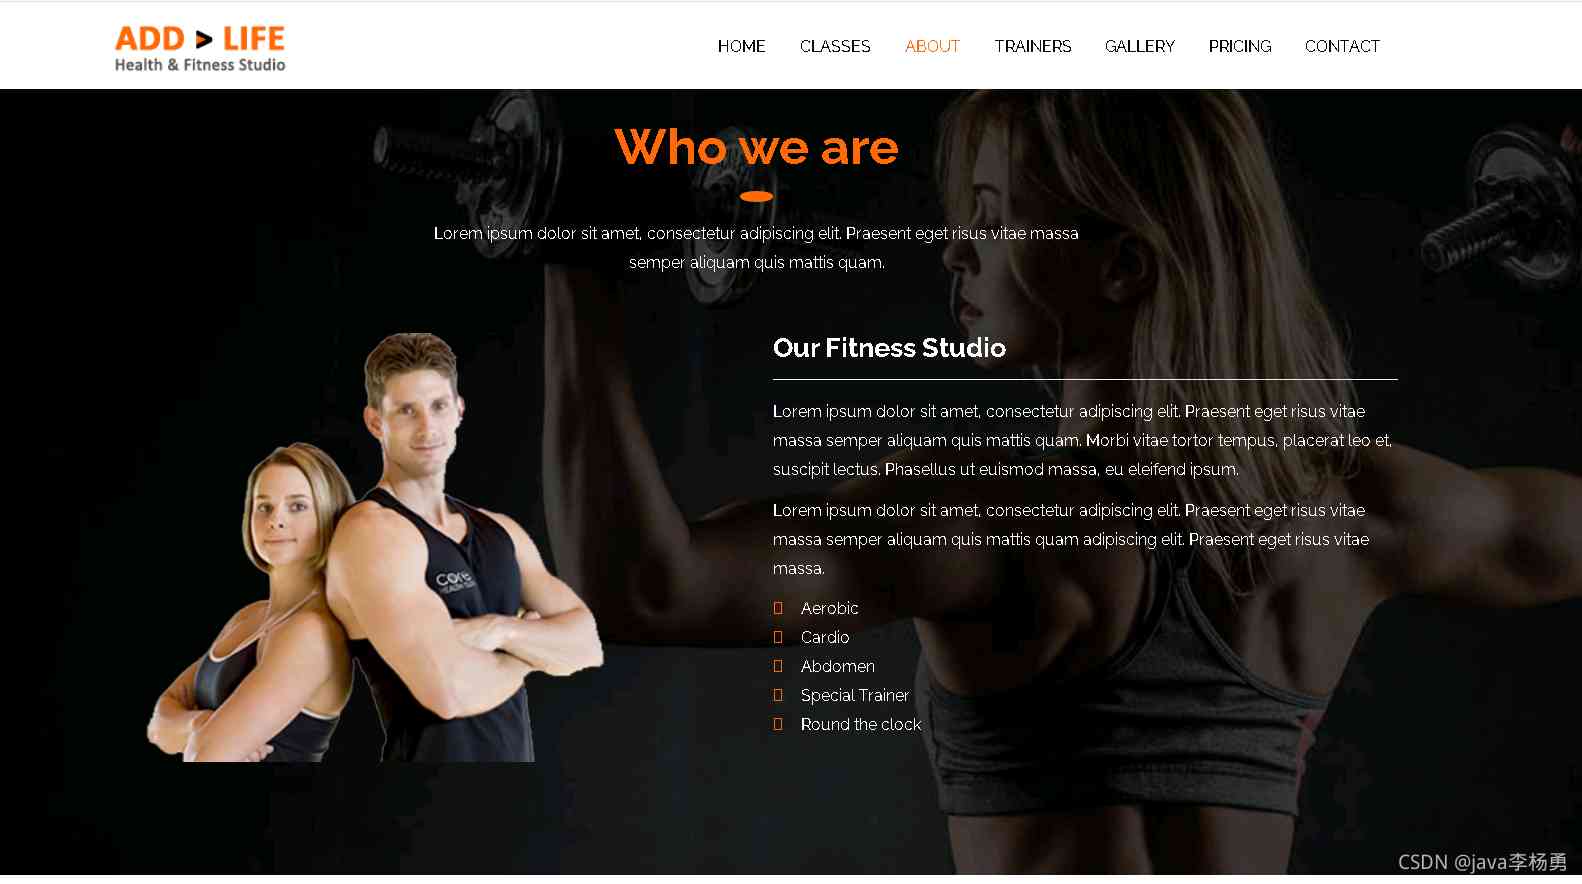 ADD > LIFE
Health & Fitness Studio
HOME CLASSES ABOUT TRAINERS GALLERY PRICING CONTACT
Who we are
Lorem ipsum dolor sit amet, consectetur adipiscing elit. Praesent eget risus vitae massa
semper aliquam quis mattis quam.
Our Fitness Studio
Lorem ipsum dolor sit amet, consectetur adipiscing elit. Praesent eget risus vitae
massa semper aliquam quis mattis quam. Morbi vitae tortor tempus, placerat leo et,
suscipit lectus. Phasellus ut euismod massa, eu eleifend ipsum.
Lorem ipsum dolor sit amet, consectetur adipiscing elit. Praesent eget risus vitae
massa semper aliquam quis mattis quam adipiscing elit. Praesent eget risus vitae
massa.
Aerobic
Cardio
Abdomen
Special Trainer
Round the clock
CSDN @java李杨勇